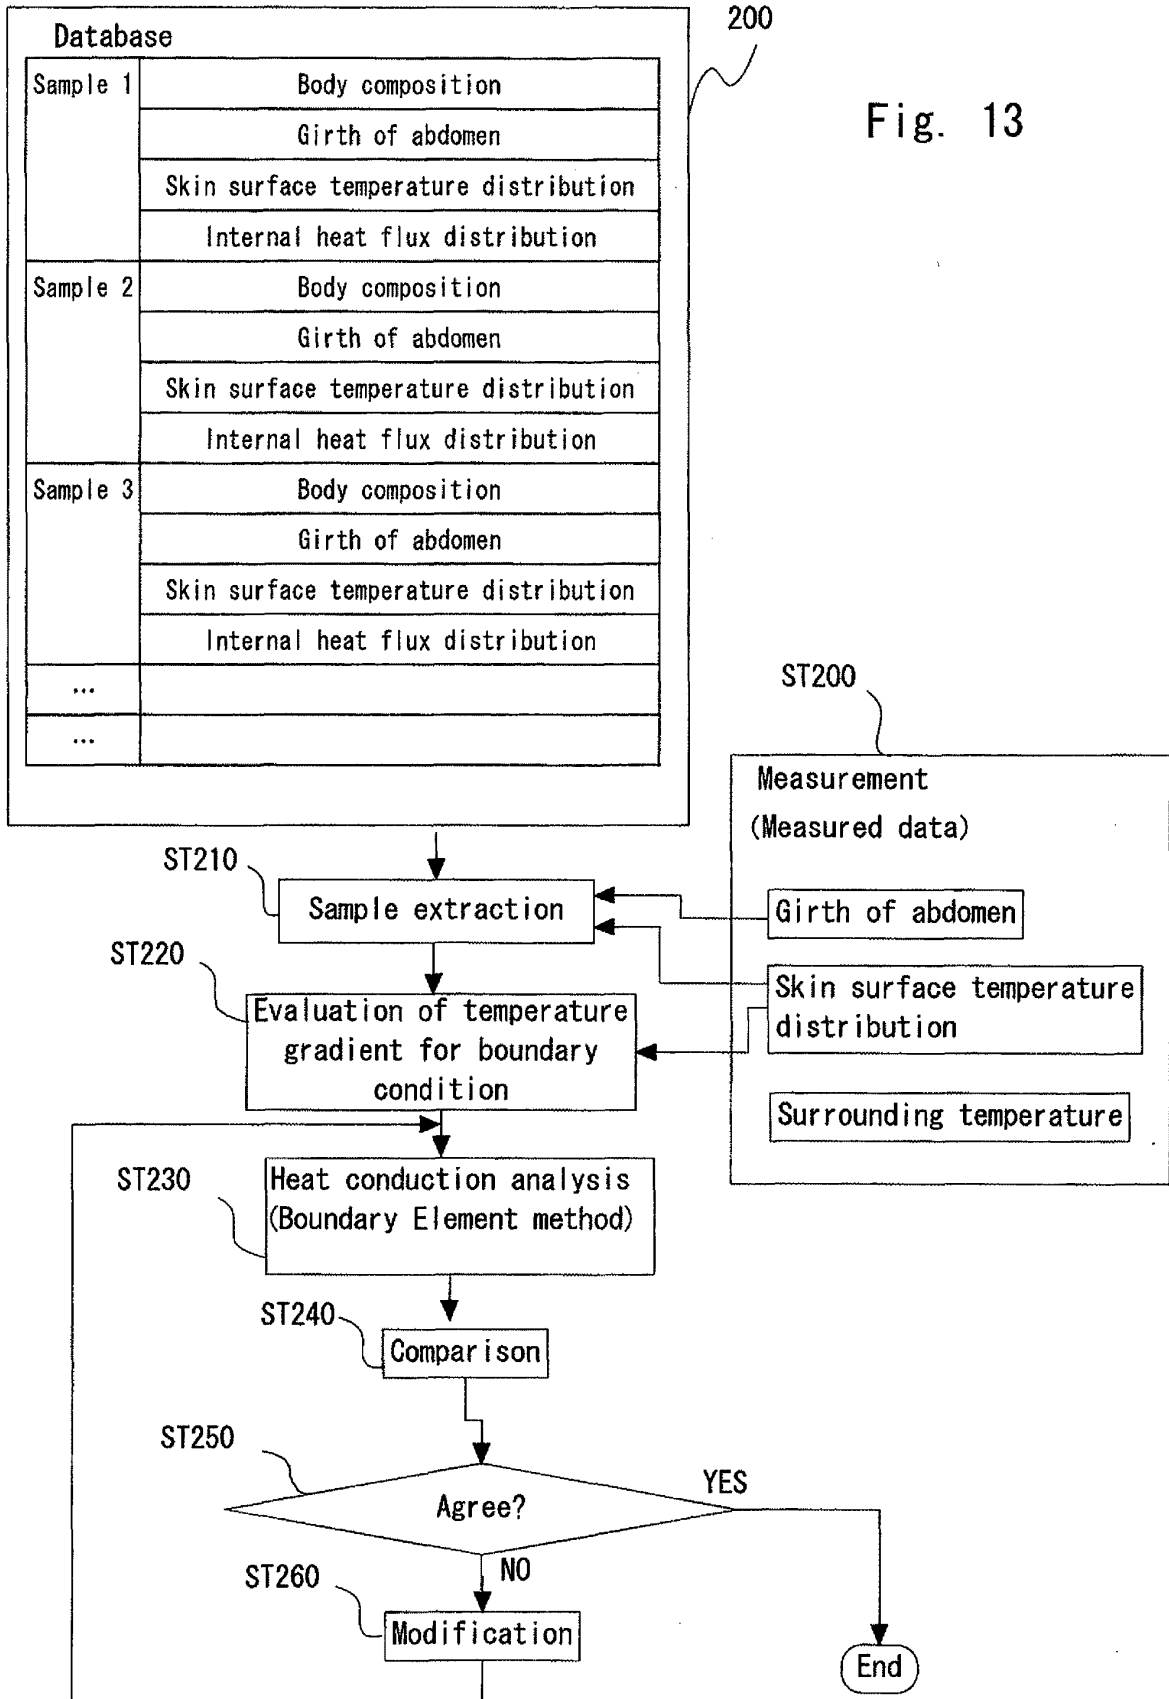 200
Fig. 13
Database
Sample 1
Body composition
Girth of abdomen
Skin surface temperature distribution
Internal heat flux distribution
Sample 2
Body composition
Girth of abdomen
Skin surface temperature distribution
Internal heat flux distribution
Sample 3
Body composition
Girth of abdomen
Skin surface temperature distribution
Internal heat flux distribution
...
...
ST200
Measurement
(Measured data)
Girth of abdomen
Skin surface temperature
distribution
Surrounding temperature
ST210
Sample extraction
ST220
Evaluation of temperature
gradient for boundary
condition
ST230
Heat conduction analysis
(Boundary Element method)
ST240
Comparison
ST250
Agree?
YES
NO
ST260
Modification
End